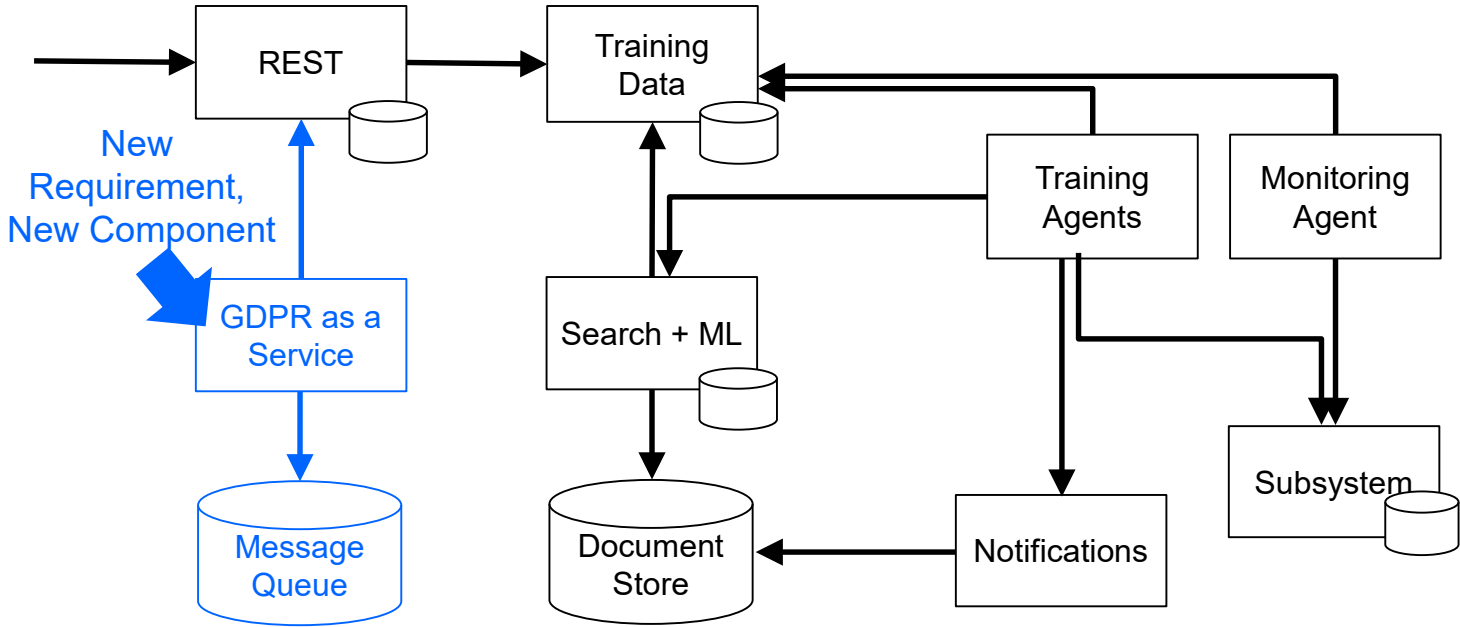 REST
Training
Data
New
Requirement,
New Component
Training
Agents
Monitoring
Agent
GDPR as a
Service
Search + ML
Subsystem
Message
Queue
Document
Store
Notifications